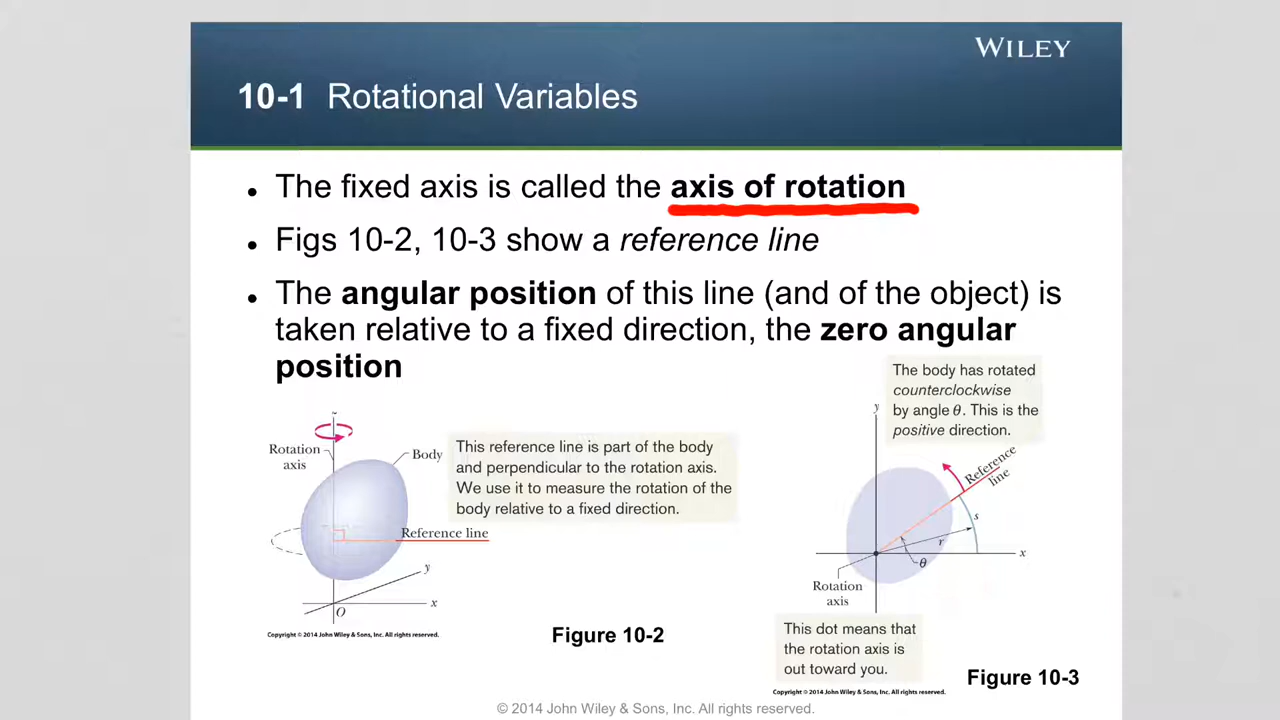 WILEY
10-1 Rotational Variables
• The fixed axis is called the axis of rotation
• Figs 10-2, 10-3 show a reference line
• The angular position of this line (and of the object) is
taken relative to a fixed direction, the zero angular
position
Rotation
axis
Body
This reference line is part of the body
and perpendicular to the rotation axis.
We use it to measure the rotation of the
body relative to a fixed direction.
Reference line
y
x
O
Copyright © 2014 John Wiley & Sons, Inc. All rights reserved.
Figure 10-2
The body has rotated
counterclockwise
by angle θ. This is the
positive direction.
y
Reference
line
s
r
θ
x
Rotation
axis
This dot means that
the rotation axis is
out toward you.
Figure 10-3
Copyright © 2014 John Wiley & Sons, Inc. All rights reserved.
© 2014 John Wiley & Sons, Inc. All rights reserved.